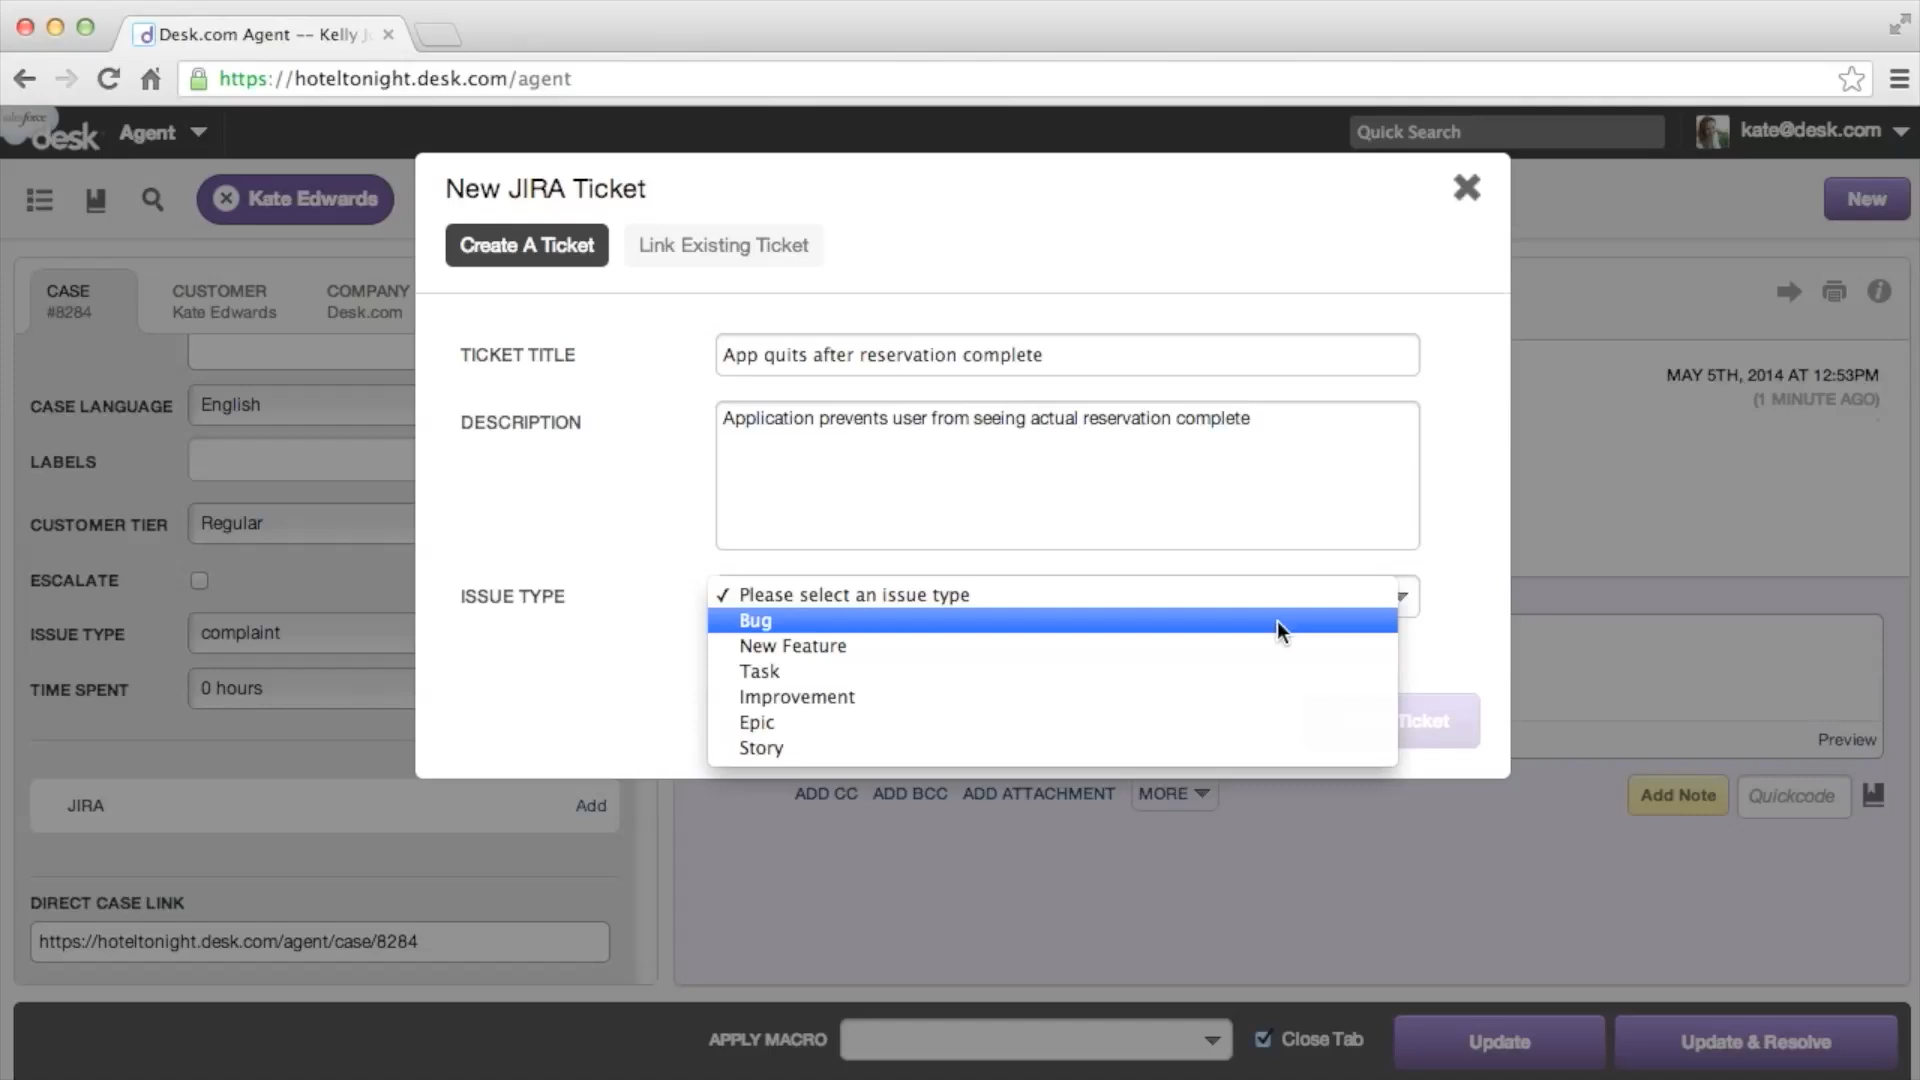 Desk.com Agent -- Kelly J
https://hoteltonight.desk.com/agent
salesforce
desk
Agent
Quick Search
kate@desk.com
Kate Edwards
New
New JIRA Ticket
Create A Ticket
Link Existing Ticket
CASE
#8284
CUSTOMER
Kate Edwards
COMPANY
Desk.com
MAY 5TH, 2014 AT 12:53PM
(1 MINUTE AGO)
TICKET TITLE
App quits after reservation complete
DESCRIPTION
Application prevents user from seeing actual reservation complete
ISSUE TYPE
✓ Please select an issue type
Bug
New Feature
Task
Improvement
Epic
Story
Ticket
CASE LANGUAGE
English
LABELS
CUSTOMER TIER
Regular
ESCALATE
ISSUE TYPE
complaint
TIME SPENT
0 hours
JIRA
Add
Preview
ADD CC
ADD BCC
ADD ATTACHMENT
MORE
Add Note
Quickcode
DIRECT CASE LINK
https://hoteltonight.desk.com/agent/case/8284
APPLY MACRO
Close Tab
Update
Update & Resolve